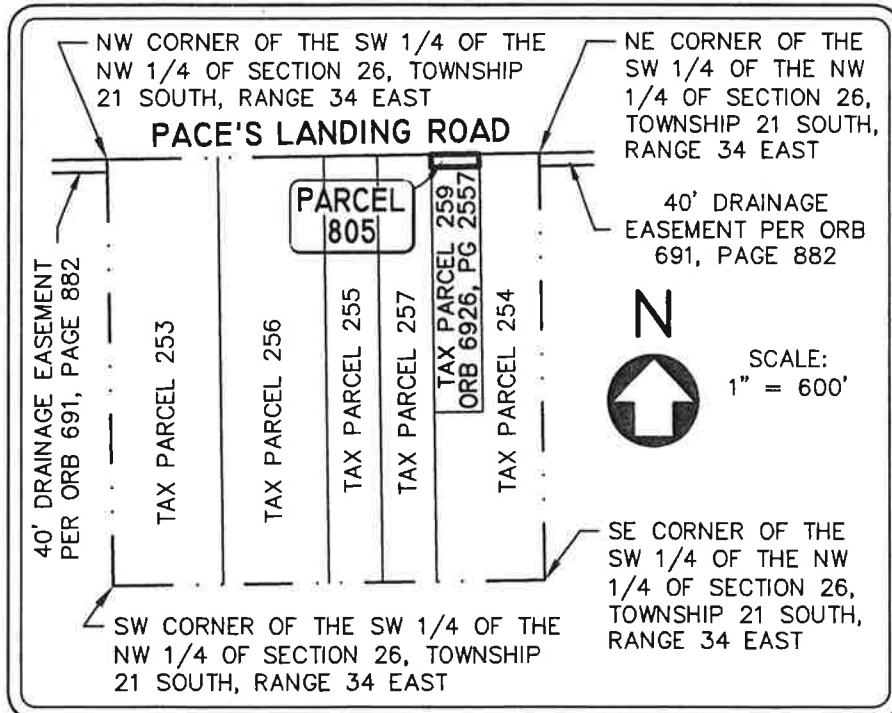 NW CORNER OF THE SW 1/4 OF THE
NW 1/4 OF SECTION 26, TOWNSHIP
21 SOUTH, RANGE 34 EAST
NE CORNER OF THE
SW 1/4 OF THE NW
1/4 OF SECTION 26,
TOWNSHIP 21 SOUTH,
RANGE 34 EAST
PACE'S LANDING ROAD
PARCEL
805
40' DRAINAGE
EASEMENT PER ORB
691, PAGE 882
40' DRAINAGE EASEMENT
PER ORB 691, PAGE 882
TAX PARCEL 253
TAX PARCEL 256
TAX PARCEL 255
TAX PARCEL 257
TAX PARCEL 259
ORB 6926, PG 2557
TAX PARCEL 254
N
SCALE:
1" = 600'
SW CORNER OF THE SW 1/4 OF THE
NW 1/4 OF SECTION 26, TOWNSHIP
21 SOUTH, RANGE 34 EAST
SE CORNER OF THE
SW 1/4 OF THE NW
1/4 OF SECTION 26,
TOWNSHIP 21 SOUTH,
RANGE 34 EAST